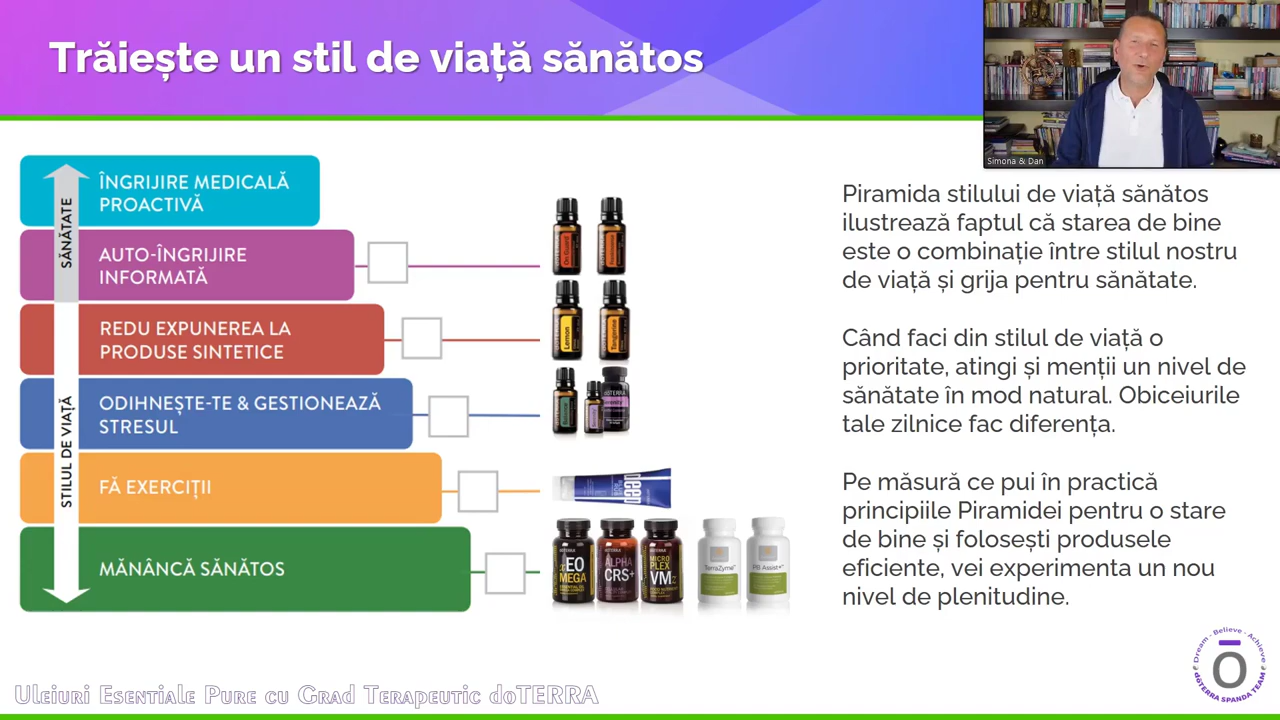 Trăiește un stil de viață sănătos
Simona & Dan
SĂNĂTATE
STILUL DE VIAȚĂ
ÎNGRIJIRE MEDICALĂ
PROACTIVĂ
AUTO-ÎNGRIJIRE
INFORMATĂ
REDU EXPUNEREA LA
PRODUSE SINTETICE
ODIHNEȘTE-TE & GESTIONEAZĂ
STRESUL
FĂ EXERCIȚII
MĂNÂNCĂ SĂNĂTOS
On Guard
Lemon
Tangerine
deep
xEO
MEGA
ALPHA
CRS+
MICRO
PLEX
VMz
TerraZyme
PB Assist+
Piramida stilului de viață sănătos
ilustrează faptul că starea de bine
este o combinație între stilul nostru
de viață și grija pentru sănătate.
Când faci din stilul de viață o
prioritate, atingi și menții un nivel de
sănătate în mod natural. Obiceiurile
tale zilnice fac diferența.
Pe măsură ce pui în practică
principiile Piramidei pentru o stare
de bine și folosești produsele
eficiente, vei experimenta un nou
nivel de plenitudine.
Uleiuri Esentiale Pure cu Grad Terapeutic doTERRA
Dream - Believe - Achieve
dōTERRA SPANDA TEAM